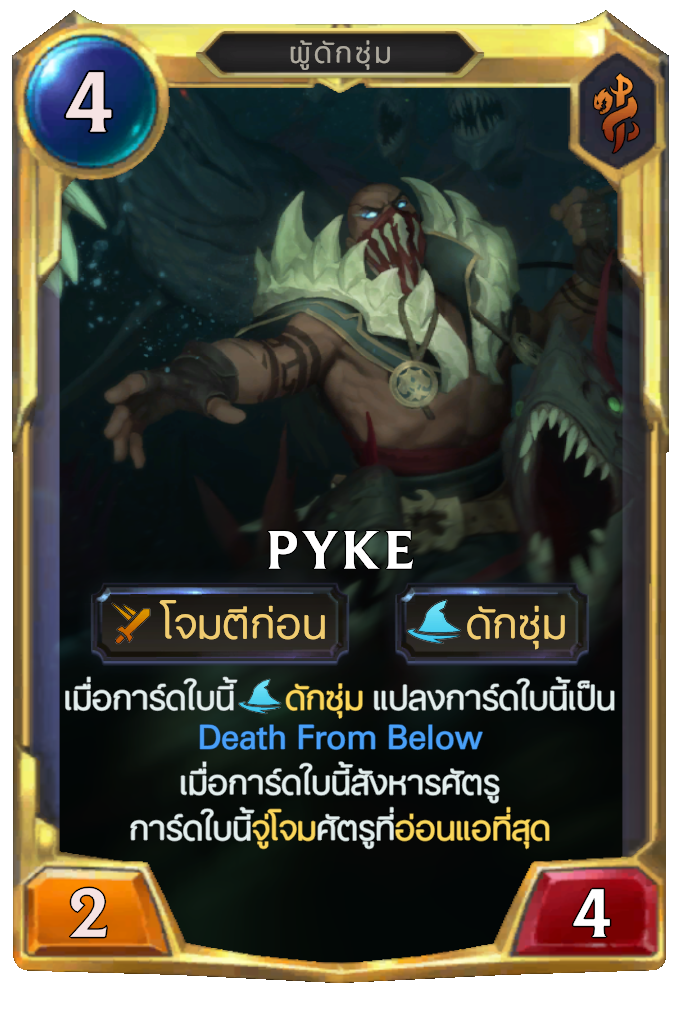 ผู้ดักซุ่ม
4
PYKE
โจมตีก่อน
ดักซุ่ม
เมื่อการ์ดใบนี้ ดักซุ่ม แปลงการ์ดใบนี้เป็น
Death From Below
เมื่อการ์ดใบนี้สังหารศัตรู
การ์ดใบนี้จู่โจมศัตรูที่อ่อนแอที่สุด
2
4